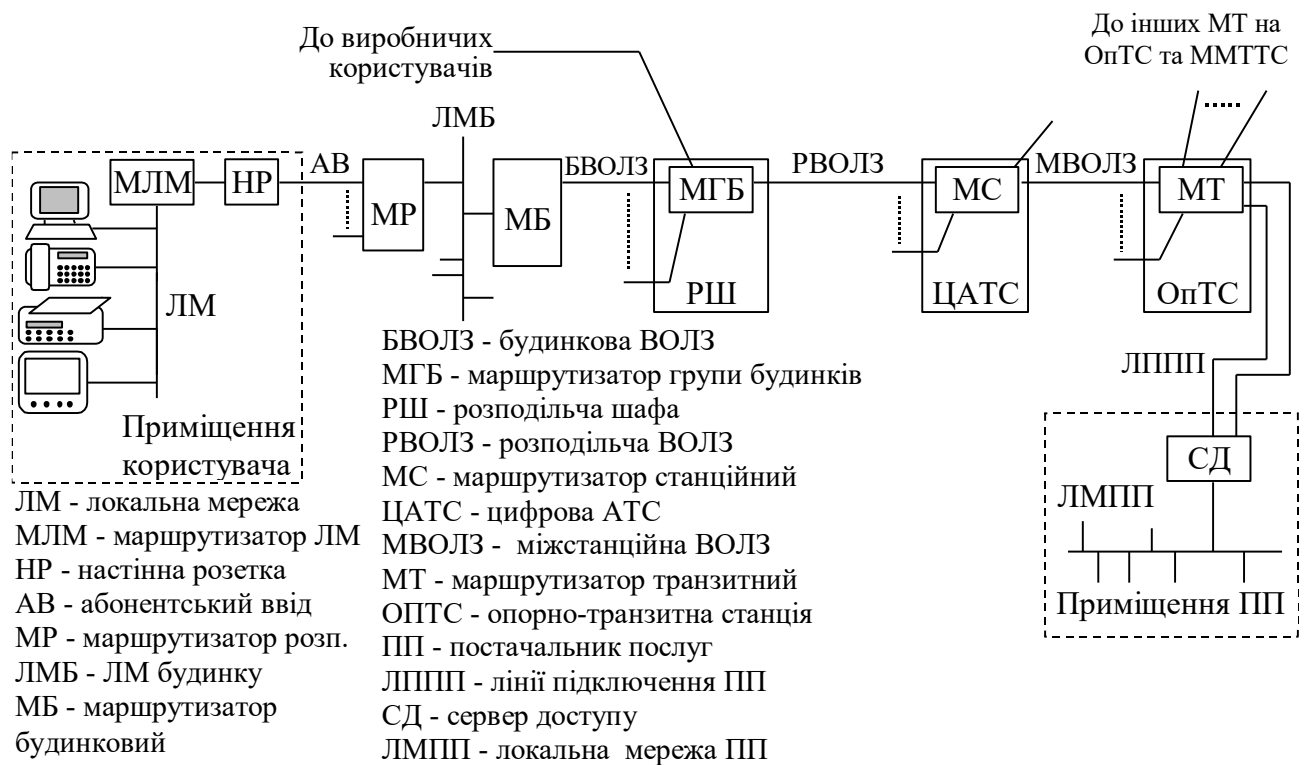 До виробничих
користувачів
До інших МТ на
ОпТС та ММТТС
ЛМБ
АВ
БВОЛЗ
РВОЛЗ
МВОЛЗ
МЛМ
НР
МР
МБ
МГБ
МС
МТ
ЛМ
РШ
ЦАТС
ОпТС
Приміщення
користувача
ЛППП
СД
ЛМПП
Приміщення ПП
ЛМ - локальна мережа
МЛМ - маршрутизатор ЛМ
НР - настінна розетка
АВ - абонентський ввід
МР - маршрутизатор розп.
ЛМБ - ЛМ будинку
МБ - маршрутизатор
будинковий
БВОЛЗ - будинкова ВОЛЗ
МГБ - маршрутизатор групи будинків
РШ - розподільча шафа
РВОЛЗ - розподільча ВОЛЗ
МС - маршрутизатор станційний
ЦАТС - цифрова АТС
МВОЛЗ - міжстанційна ВОЛЗ
МТ - маршрутизатор транзитний
ОПТС - опорно-транзитна станція
ПП - постачальник послуг
ЛППП - лінії підключення ПП
СД - сервер доступу
ЛМПП - локальна мережа ПП